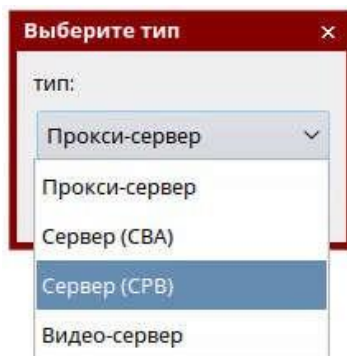 Выберите тип ×
тип:
Прокси-сервер
Прокси-сервер
Сервер (СВА)
Сервер (СРВ)
Видео-сервер